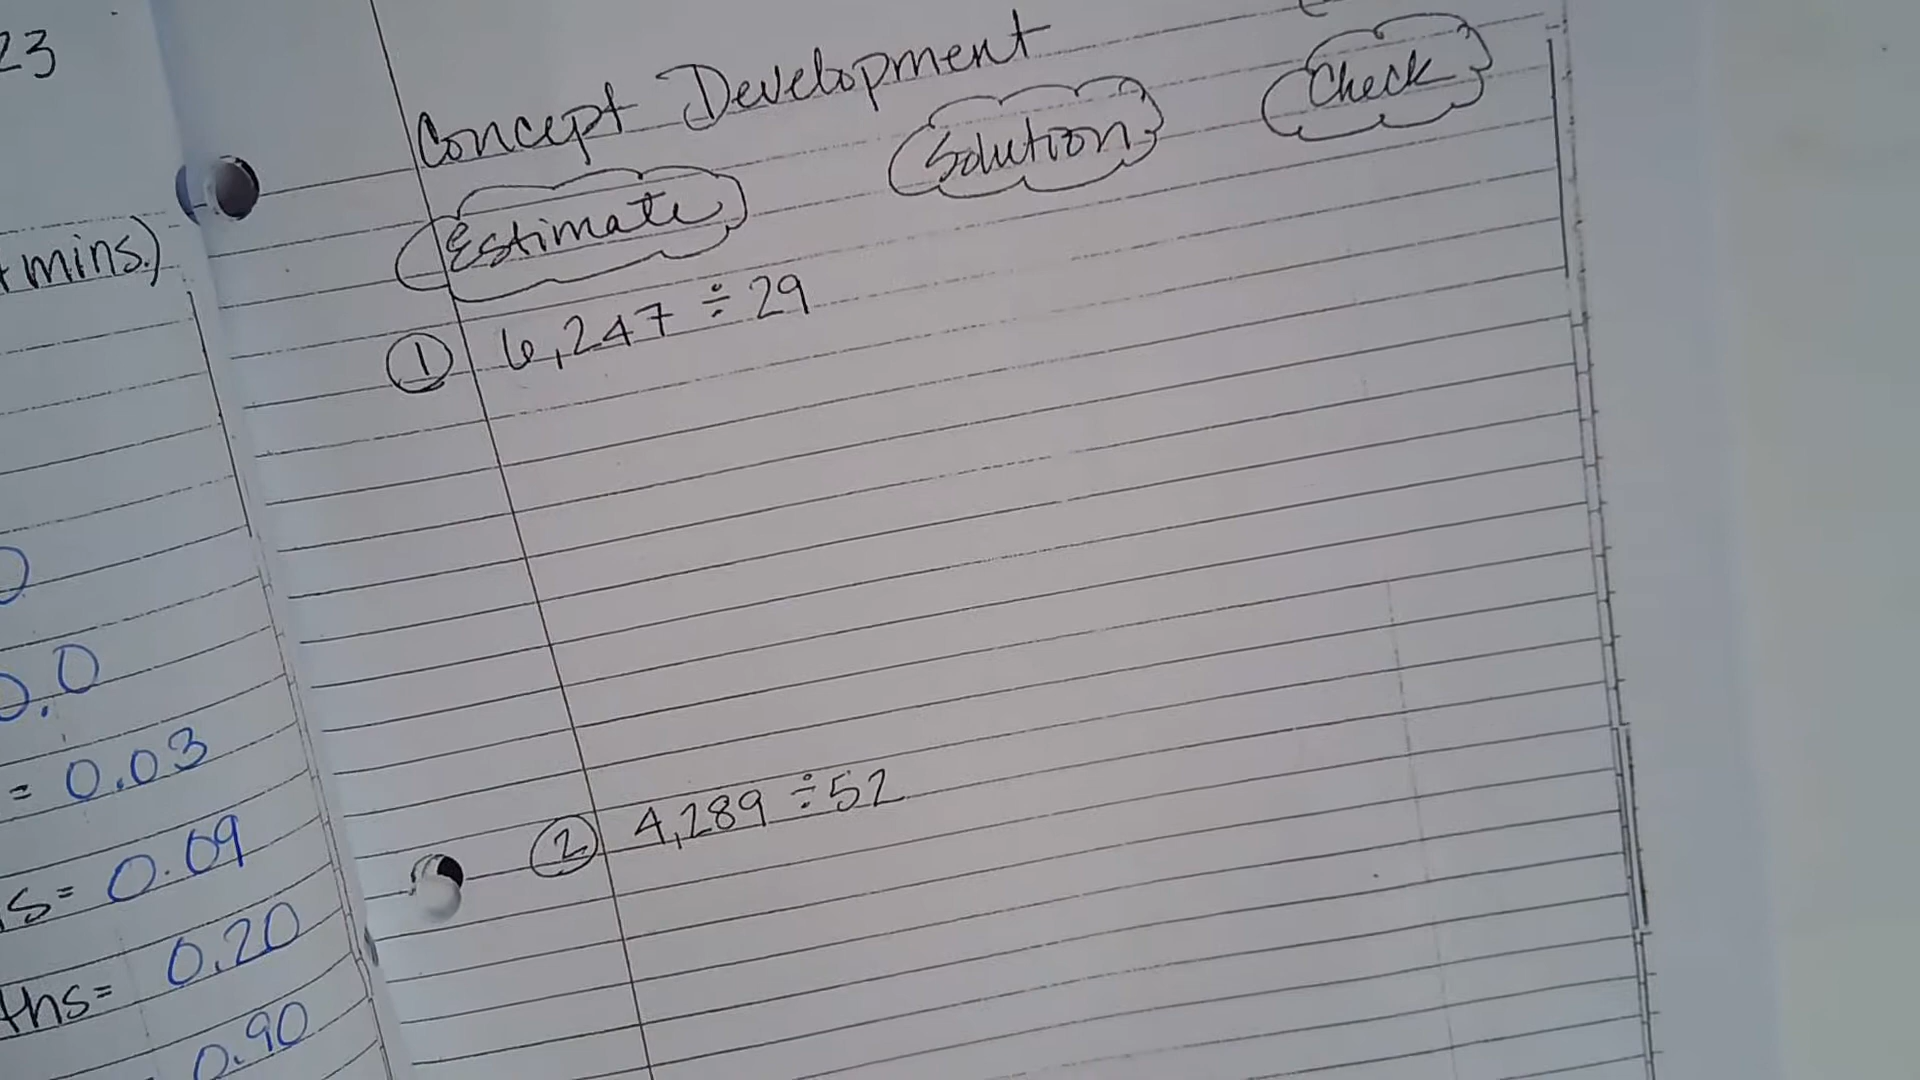 23
mins.)
0
0.0
= 0.03
s= 0.09
ths= 0.20
0.90
Concept Development
Estimate Solution Check
1 6,247 ÷ 29
2 4,289 ÷ 52